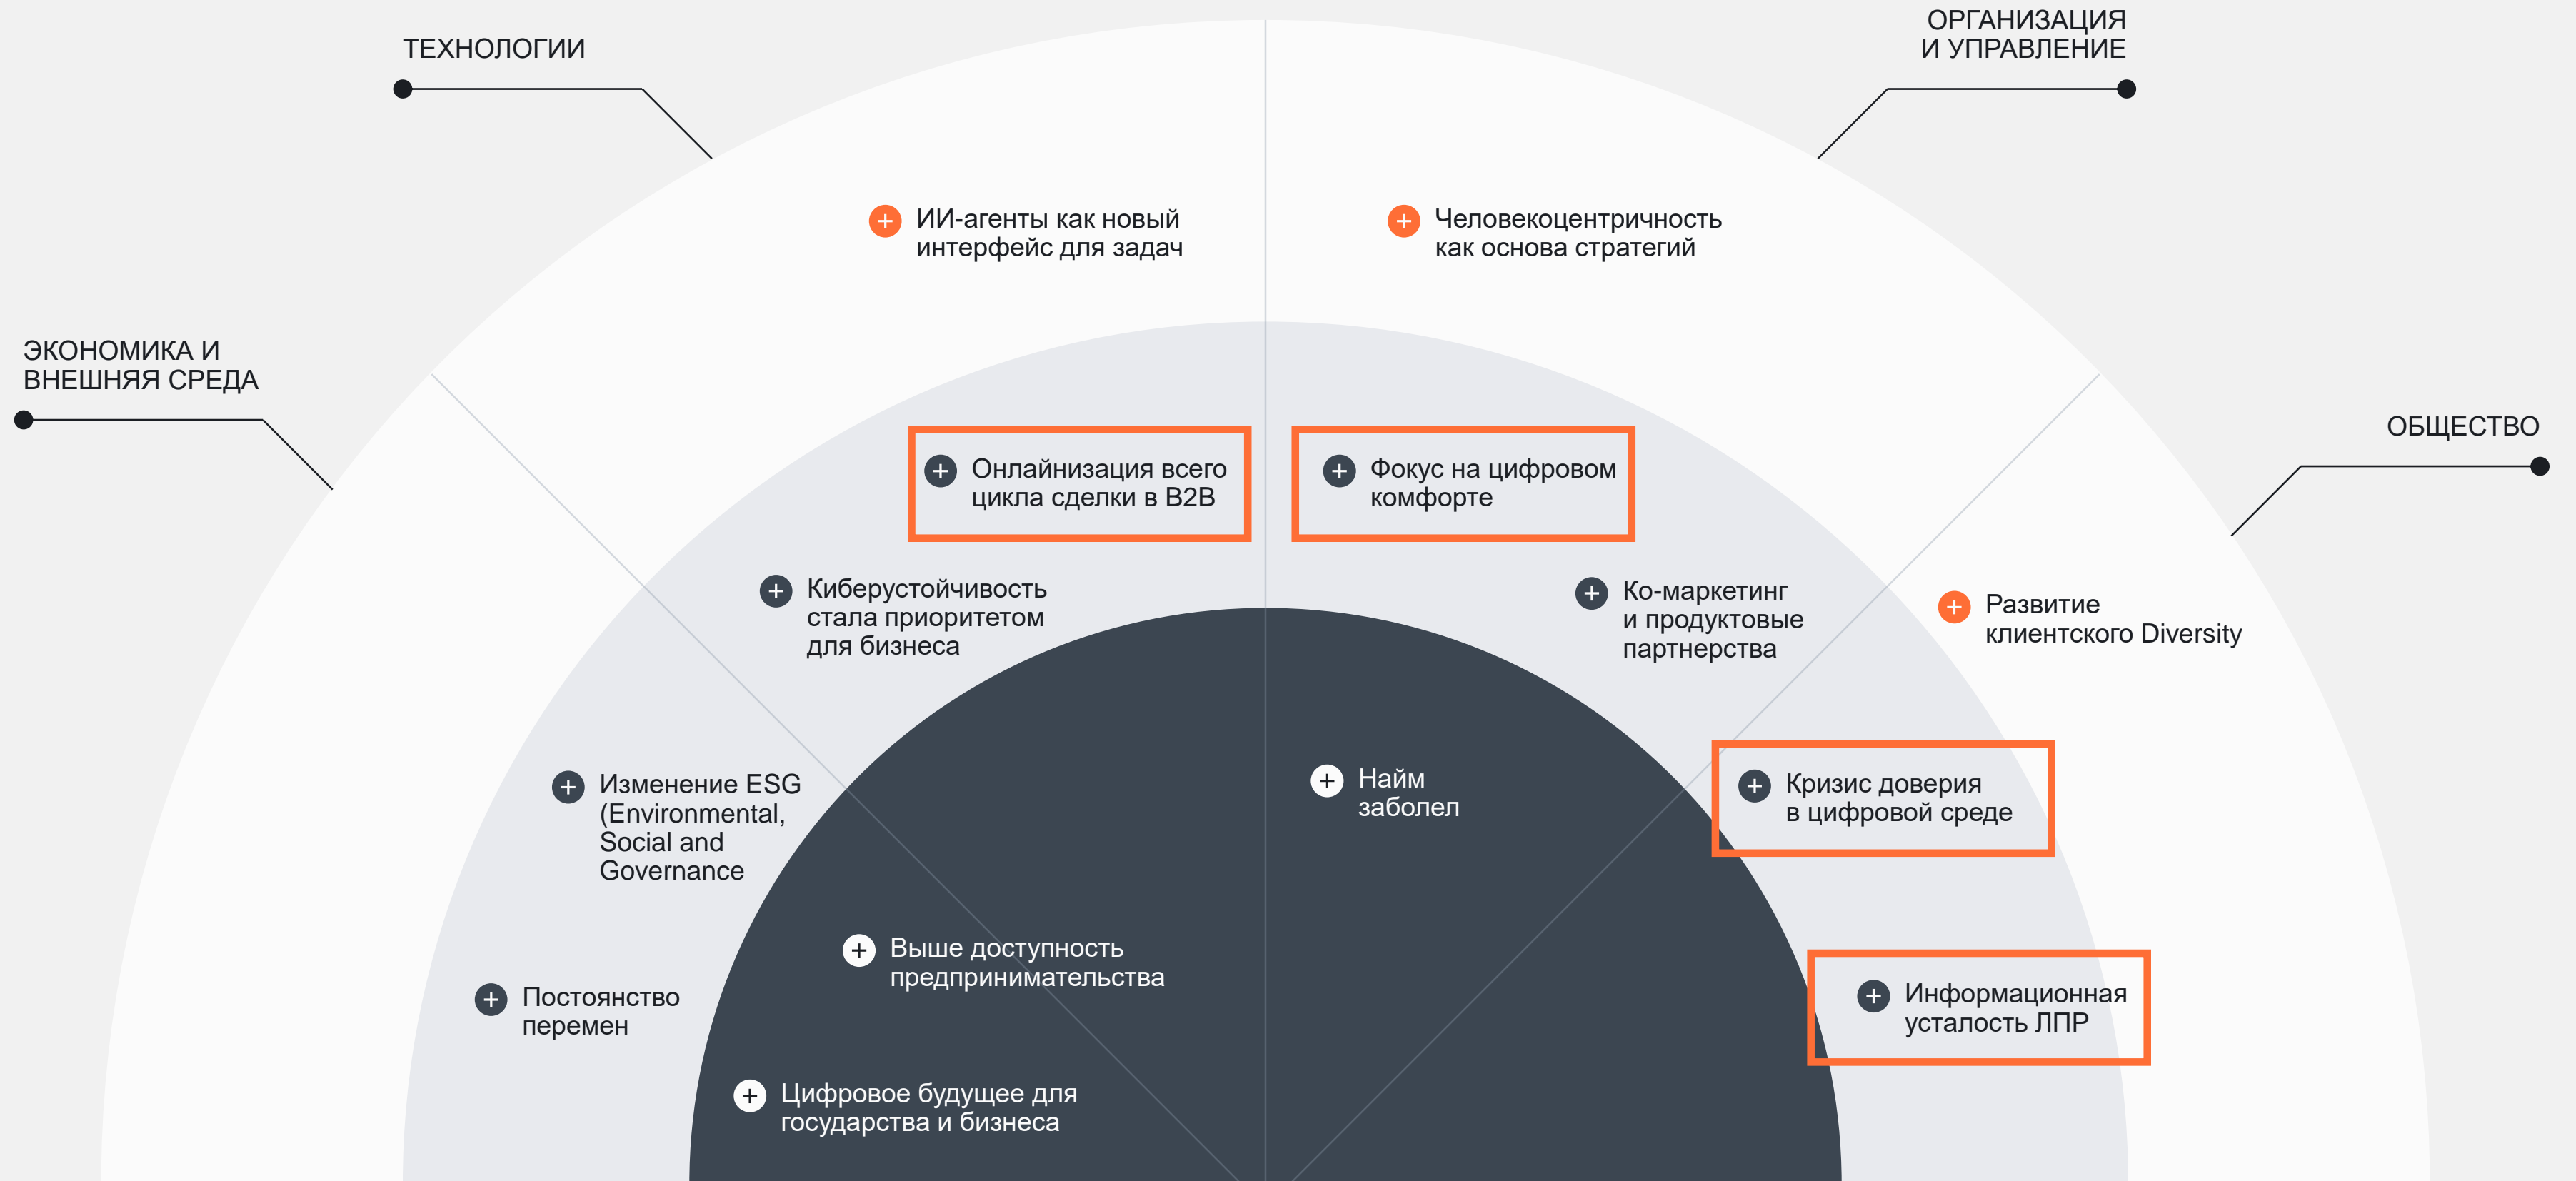 ТЕХНОЛОГИИ
ОРГАНИЗАЦИЯ
И УПРАВЛЕНИЕ
ЭКОНОМИКА И
ВНЕШНЯЯ СРЕДА
ОБЩЕСТВО
ИИ-агенты как новый
интерфейс для задач
Человекоцентричность
как основа стратегий
Онлайнизация всего
цикла сделки в B2B
Фокус на цифровом
комфорте
Киберустойчивость
стала приоритетом
для бизнеса
Ко-маркетинг
и продуктовые
партнерства
Развитие
клиентского Diversity
Изменение ESG
(Environmental,
Social and
Governance
Найм
заболел
Кризис доверия
в цифровой среде
Выше доступность
предпринимательства
Постоянство
перемен
Информационная
усталость ЛПР
Цифровое будущее для
государства и бизнеса